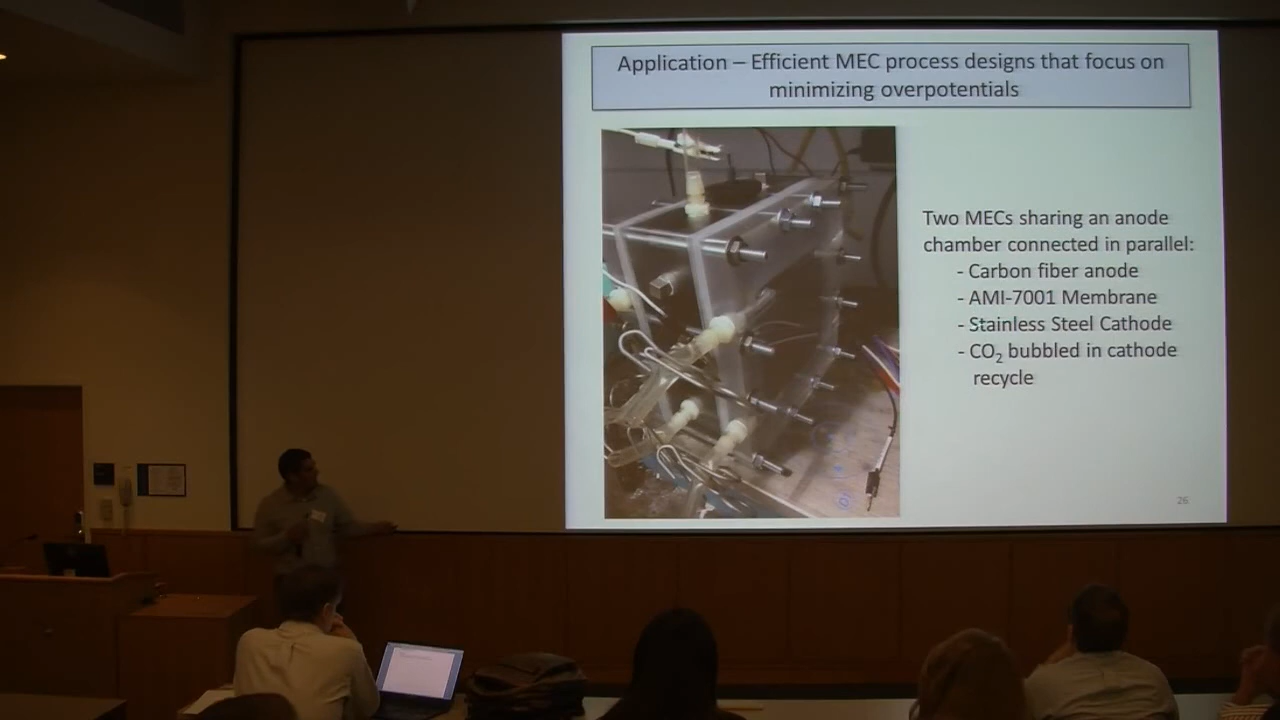 Application – Efficient MEC process designs that focus on
minimizing overpotentials
Two MECs sharing an anode
chamber connected in parallel:
- Carbon fiber anode
- AMI-7001 Membrane
- Stainless Steel Cathode
- CO₂ bubbled in cathode
recycle
26